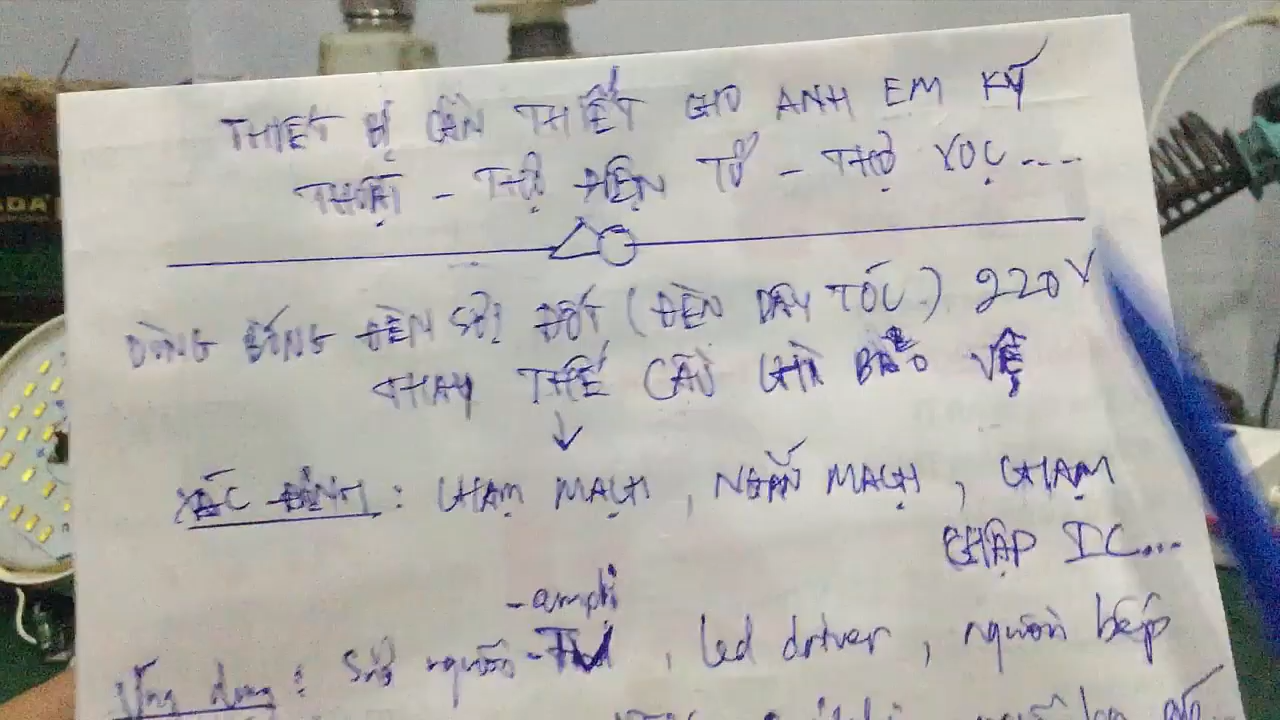 THIẾT BỊ CẦN THIẾT CHO ANH EM KỸ
THUẬT - THỢ ĐIỆN TỬ - THỢ VỌC ----
DÙNG BÓNG ĐÈN SỢI ĐỐT (ĐÈN DÂY TÓC) 220V
THAY THẾ CẦU CHÌ BẢO VỆ
XÁC ĐỊNH : CHẠM MẠCH , NGẮN MẠCH , CHẠM
CHẬP IC...
- ampli
Ứng dụng : Sửa nguồn - TV , led driver , nguồn bếp